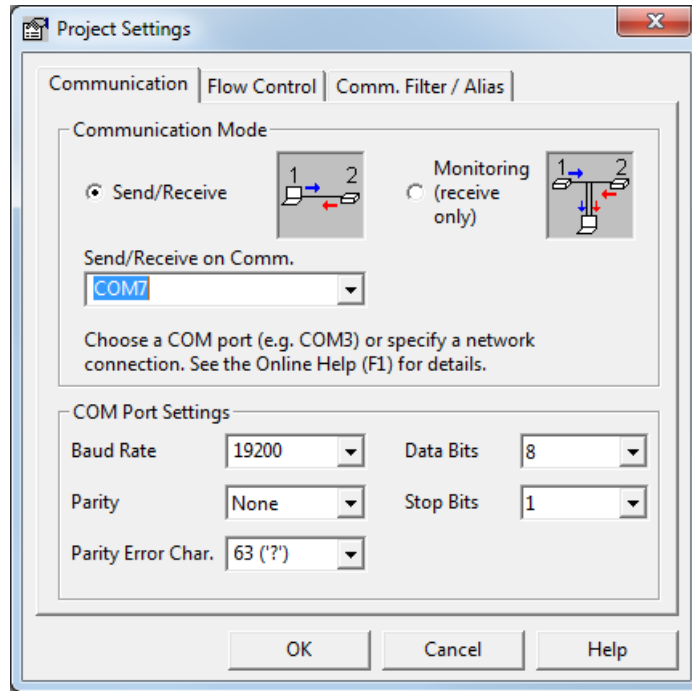 Project Settings
Communication
Flow Control
Comm. Filter / Alias
Communication Mode
Send/Receive
1 2
Monitoring
(receive
only)
1 2
Send/Receive on Comm.
COM7
Choose a COM port (e.g. COM3) or specify a network
connection. See the Online Help (F1) for details.
COM Port Settings
Baud Rate 19200 Data Bits 8
Parity None Stop Bits 1
Parity Error Char. 63 ('?')
OK Cancel Help